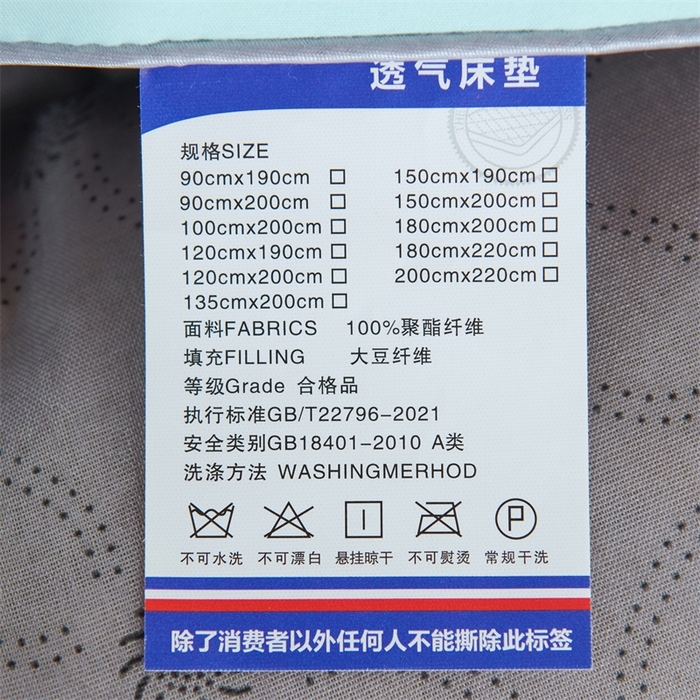 透气床垫
规格SIZE
90cmx190cm □ 150cmx190cm □
90cmx200cm □ 150cmx200cm □
100cmx200cm □ 180cmx200cm □
120cmx190cm □ 180cmx220cm □
120cmx200cm □ 200cmx220cm □
135cmx200cm □
面料FABRICS 100%聚酯纤维
填充FILLING 大豆纤维
等级Grade 合格品
执行标准GB/T22796-2021
安全类别GB18401-2010 A类
洗涤方法 WASHINGMERHOD
P
不可水洗 不可漂白 悬挂晾干 不可熨烫 常规干洗
除了消费者以外任何人不能撕除此标签